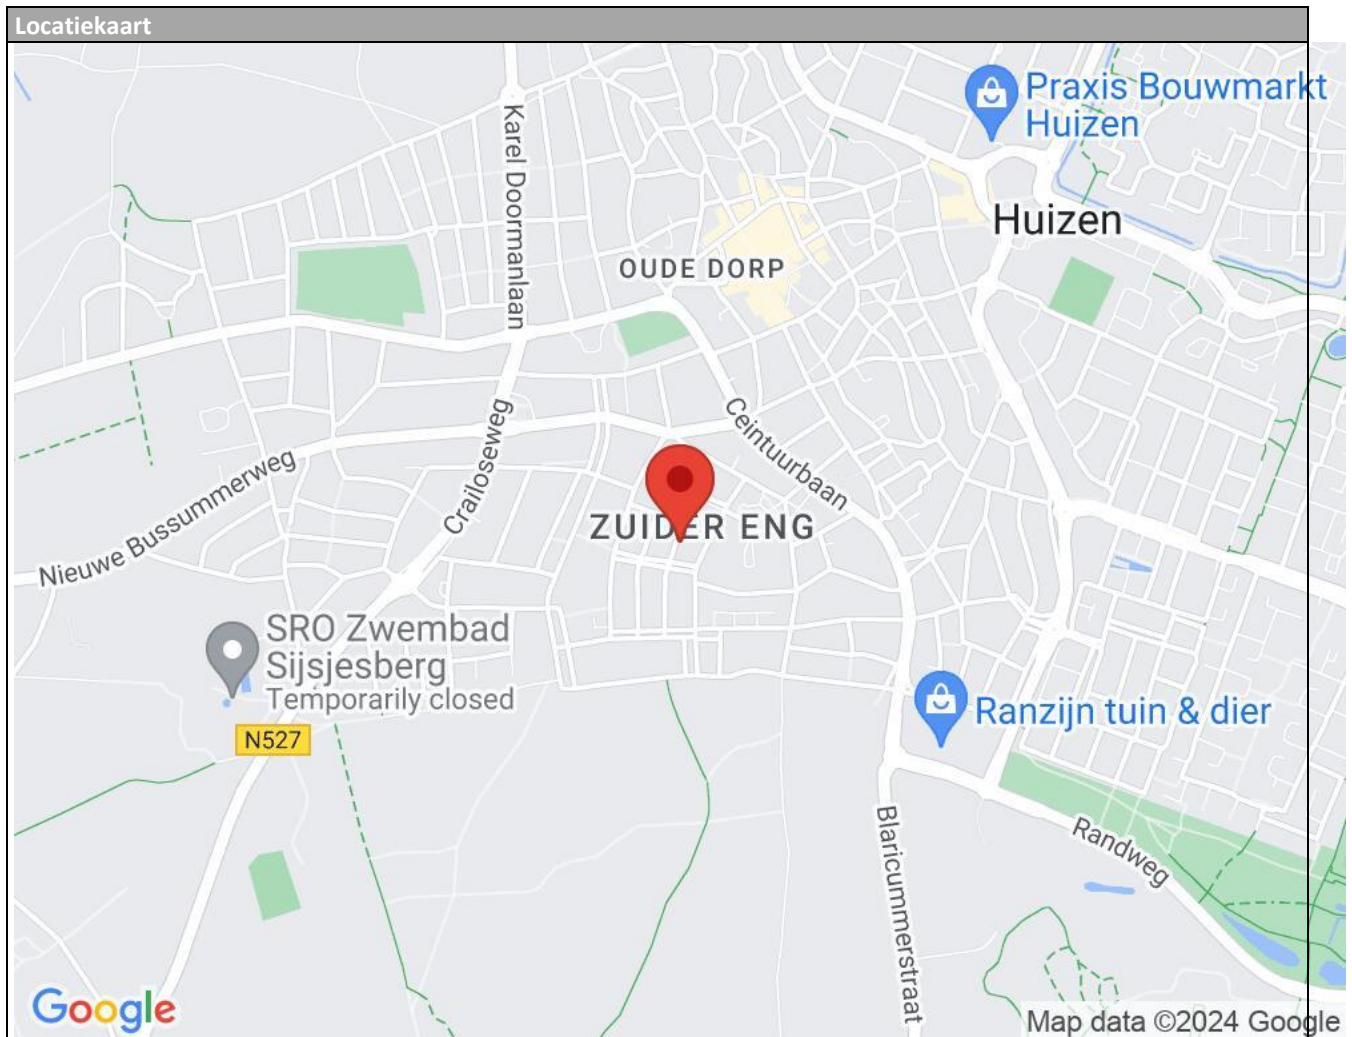 Locatiekaart
Praxis Bouwmarkt
Huizen
Karel Doormanlaan
Huizen
OUDE DORP
Ceintuurbaan
Crailoseweg
Nieuwe Bussummerweg
ZUIDER ENG
SRO Zwembad
Sijsjesberg
Temporarily closed
Ranzijn tuin & dier
N527
Blaricummerstraat
Randweg
Google
Map data ©2024 Google